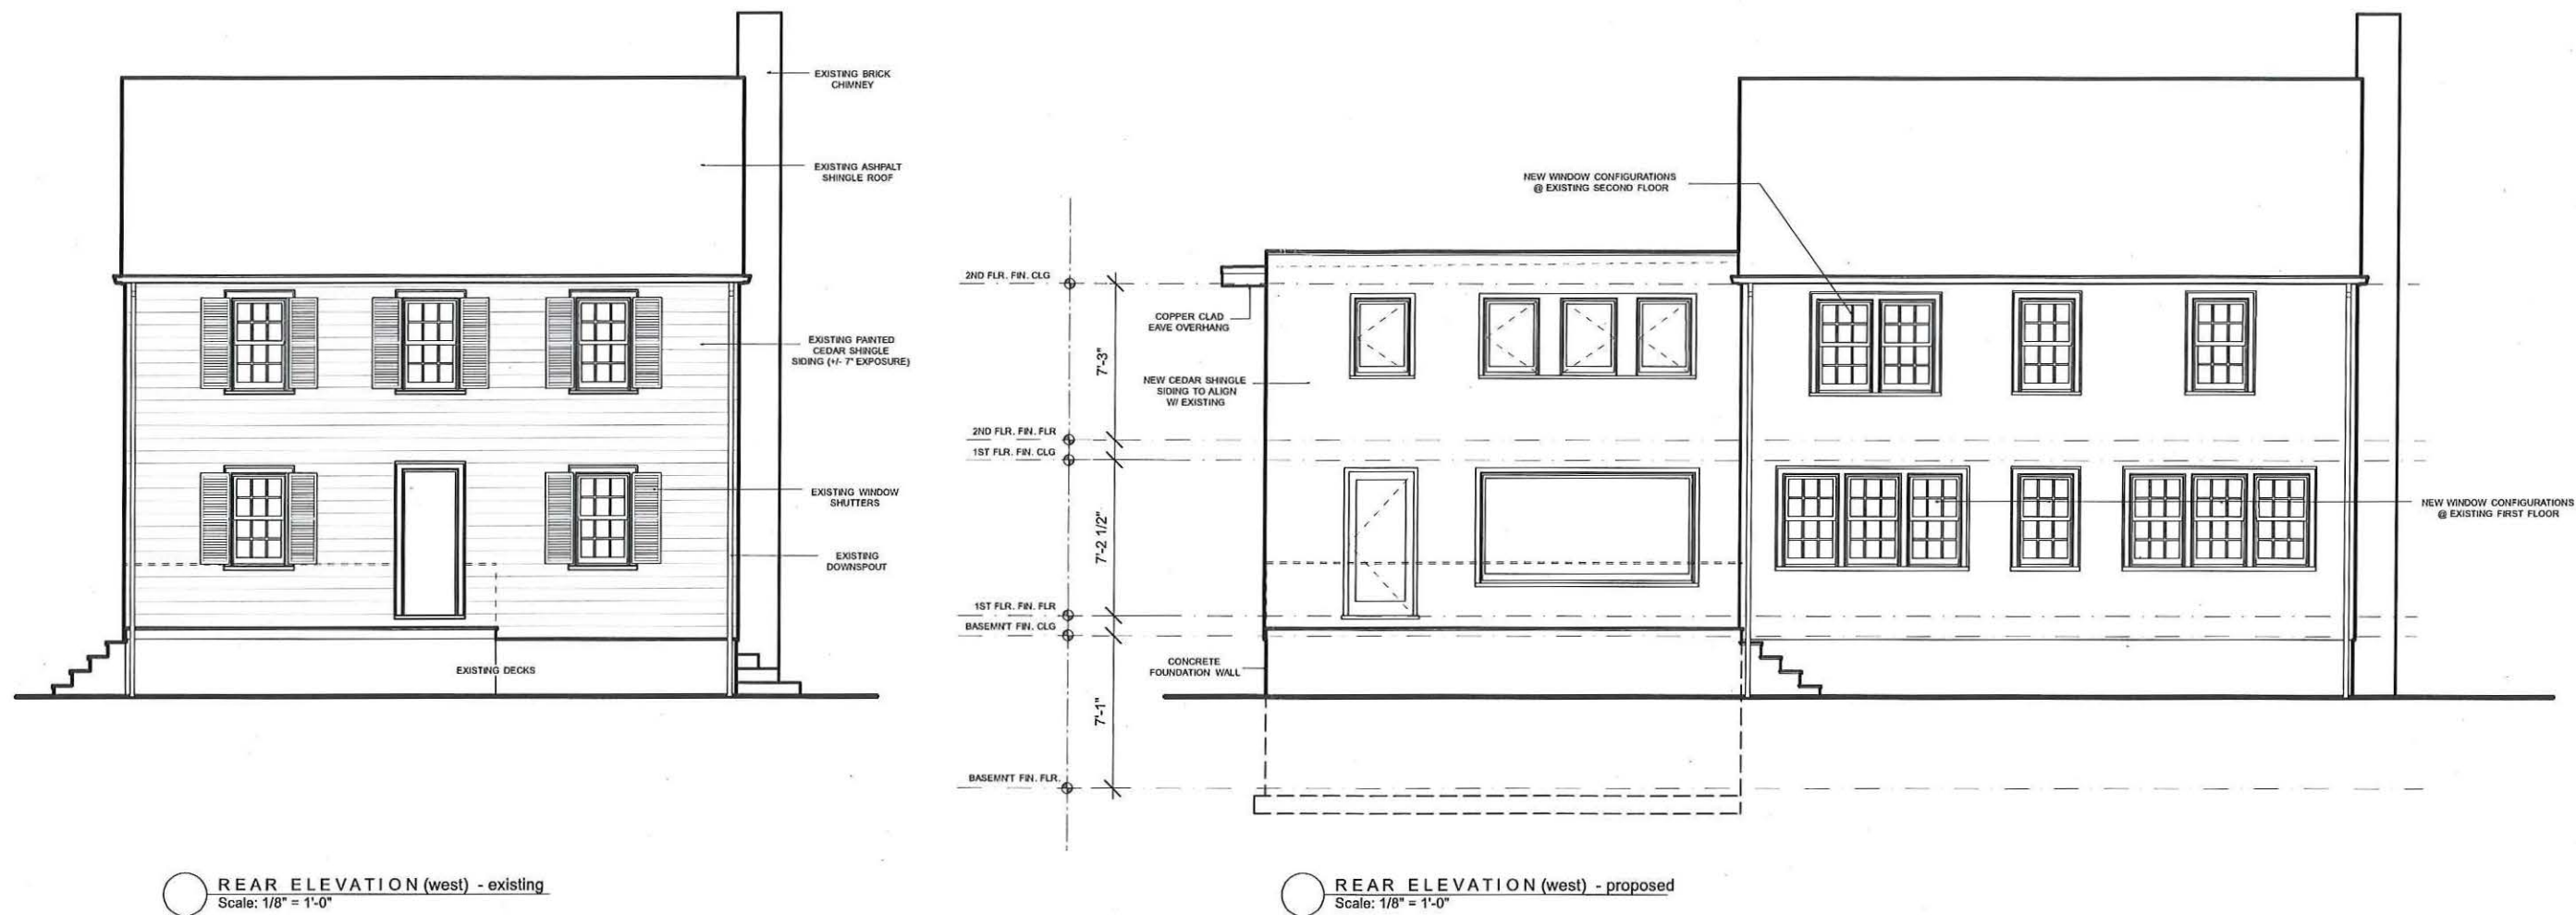 EXISTING BRICK
CHIMNEY
EXISTING ASHPALT
SHINGLE ROOF
EXISTING PAINTED
CEDAR SHINGLE
SIDING (+/- 7" EXPOSURE)
EXISTING WINDOW
SHUTTERS
EXISTING
DOWNSPOUT
EXISTING DECKS
REAR ELEVATION (west) - existing
Scale: 1/8" = 1'-0"
NEW WINDOW CONFIGURATIONS
@ EXISTING SECOND FLOOR
2ND FLR. FIN. CLG
COPPER CLAD
EAVE OVERHANG
7'-3"
NEW CEDAR SHINGLE
SIDING TO ALIGN
W/ EXISTING
2ND FLR. FIN. FLR
1ST FLR. FIN. CLG
7'-2 1/2"
NEW WINDOW CONFIGURATIONS
@ EXISTING FIRST FLOOR
1ST FLR. FIN. FLR
BASEMN'T FIN. CLG
CONCRETE
FOUNDATION WALL
7'-1"
BASEMN'T FIN. FLR.
REAR ELEVATION (west) - proposed
Scale: 1/8" = 1'-0"